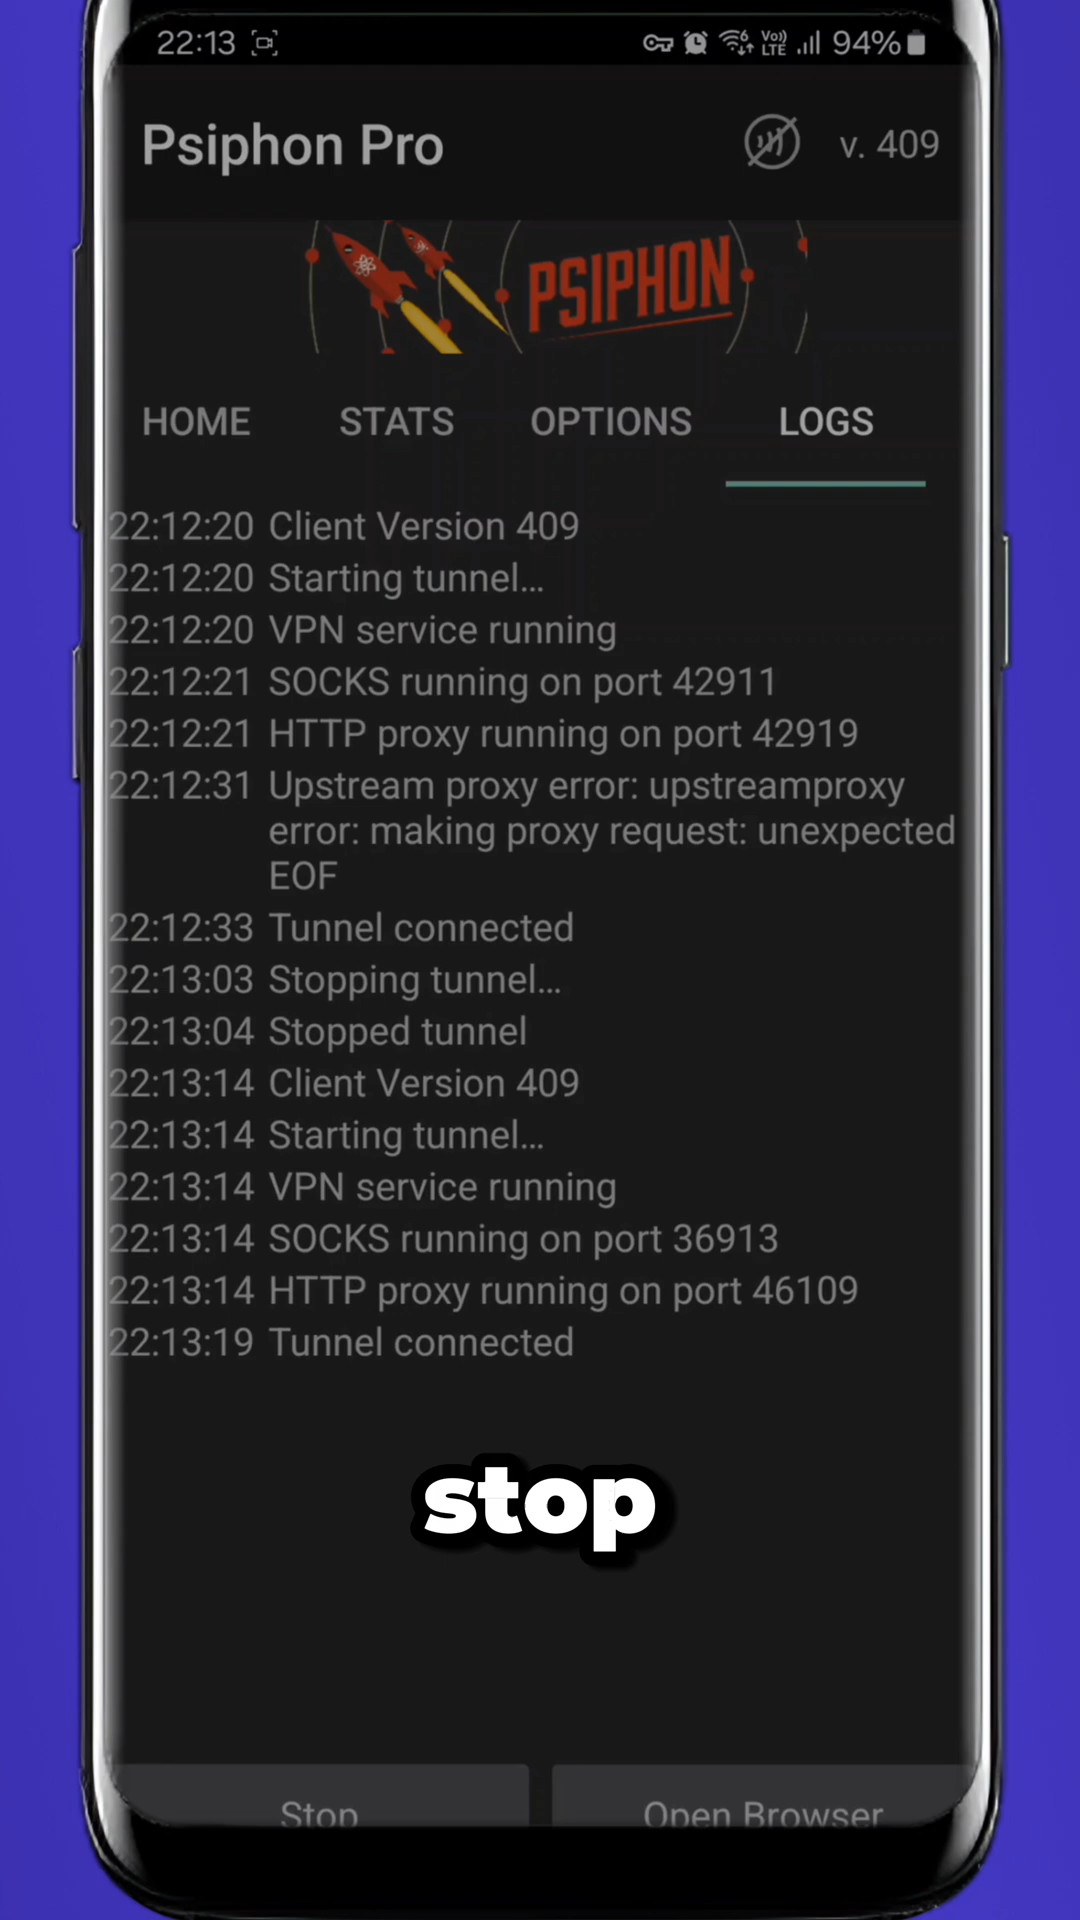 22:13 Vo)) LTE 94%
Psiphon Pro v. 409
PSIPHON
HOME STATS OPTIONS LOGS
22:12:20 Client Version 409
22:12:20 Starting tunnel...
22:12:20 VPN service running
22:12:21 SOCKS running on port 42911
22:12:21 HTTP proxy running on port 42919
22:12:31 Upstream proxy error: upstreamproxy
error: making proxy request: unexpected
EOF
22:12:33 Tunnel connected
22:13:03 Stopping tunnel...
22:13:04 Stopped tunnel
22:13:14 Client Version 409
22:13:14 Starting tunnel...
22:13:14 VPN service running
22:13:14 SOCKS running on port 36913
22:13:14 HTTP proxy running on port 46109
22:13:19 Tunnel connected
stop
Stop Open Browser